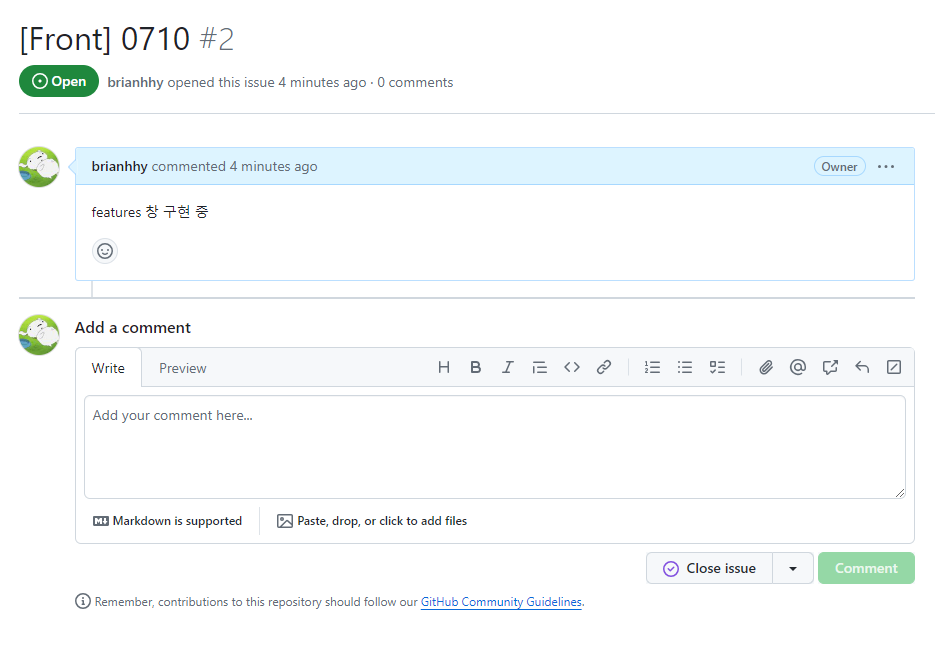 [Front] 0710 #2
Open brianhhy opened this issue 4 minutes ago · 0 comments
brianhhy commented 4 minutes ago Owner ···
features 창 구현 중
Add a comment
Write Preview
Add your comment here...
Markdown is supported Paste, drop, or click to add files
Close issue Comment
Remember, contributions to this repository should follow our GitHub Community Guidelines.